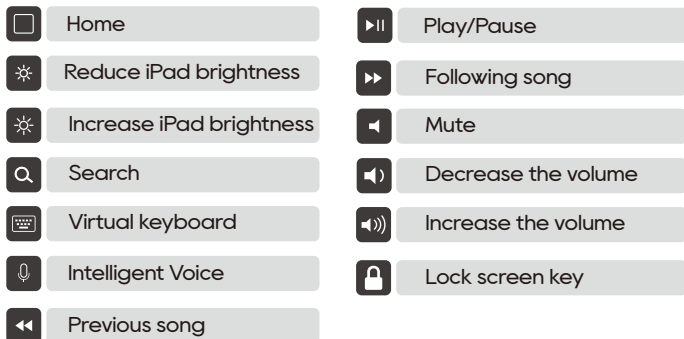 Home
Reduce iPad brightness
Increase iPad brightness
Search
Virtual keyboard
Intelligent Voice
Previous song
Play/Pause
Following song
Mute
Decrease the volume
Increase the volume
Lock screen key